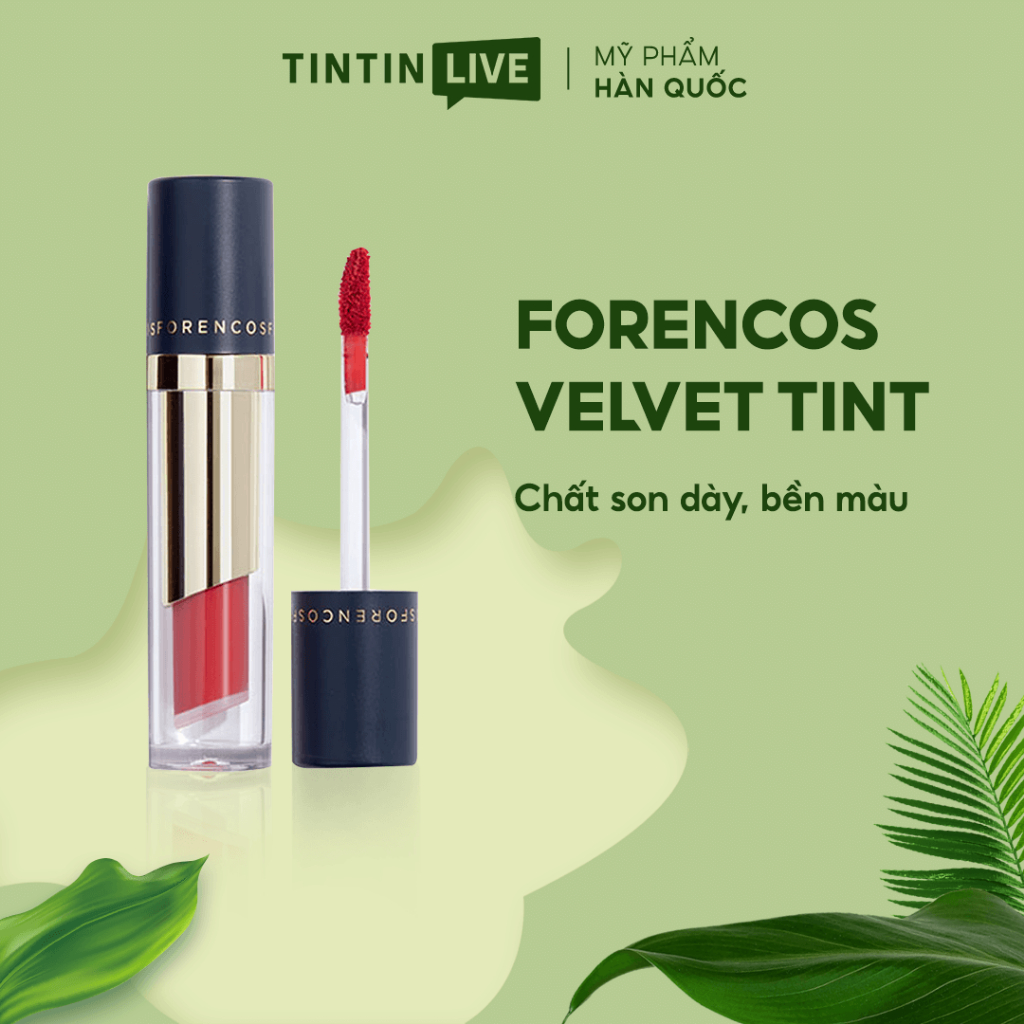 TINTIN LIVE
MỸ PHẨM
HÀN QUỐC
SFORENCOSF
FORENCOS
VELVET TINT
Chất son dày, bền màu
SFORENCOSF